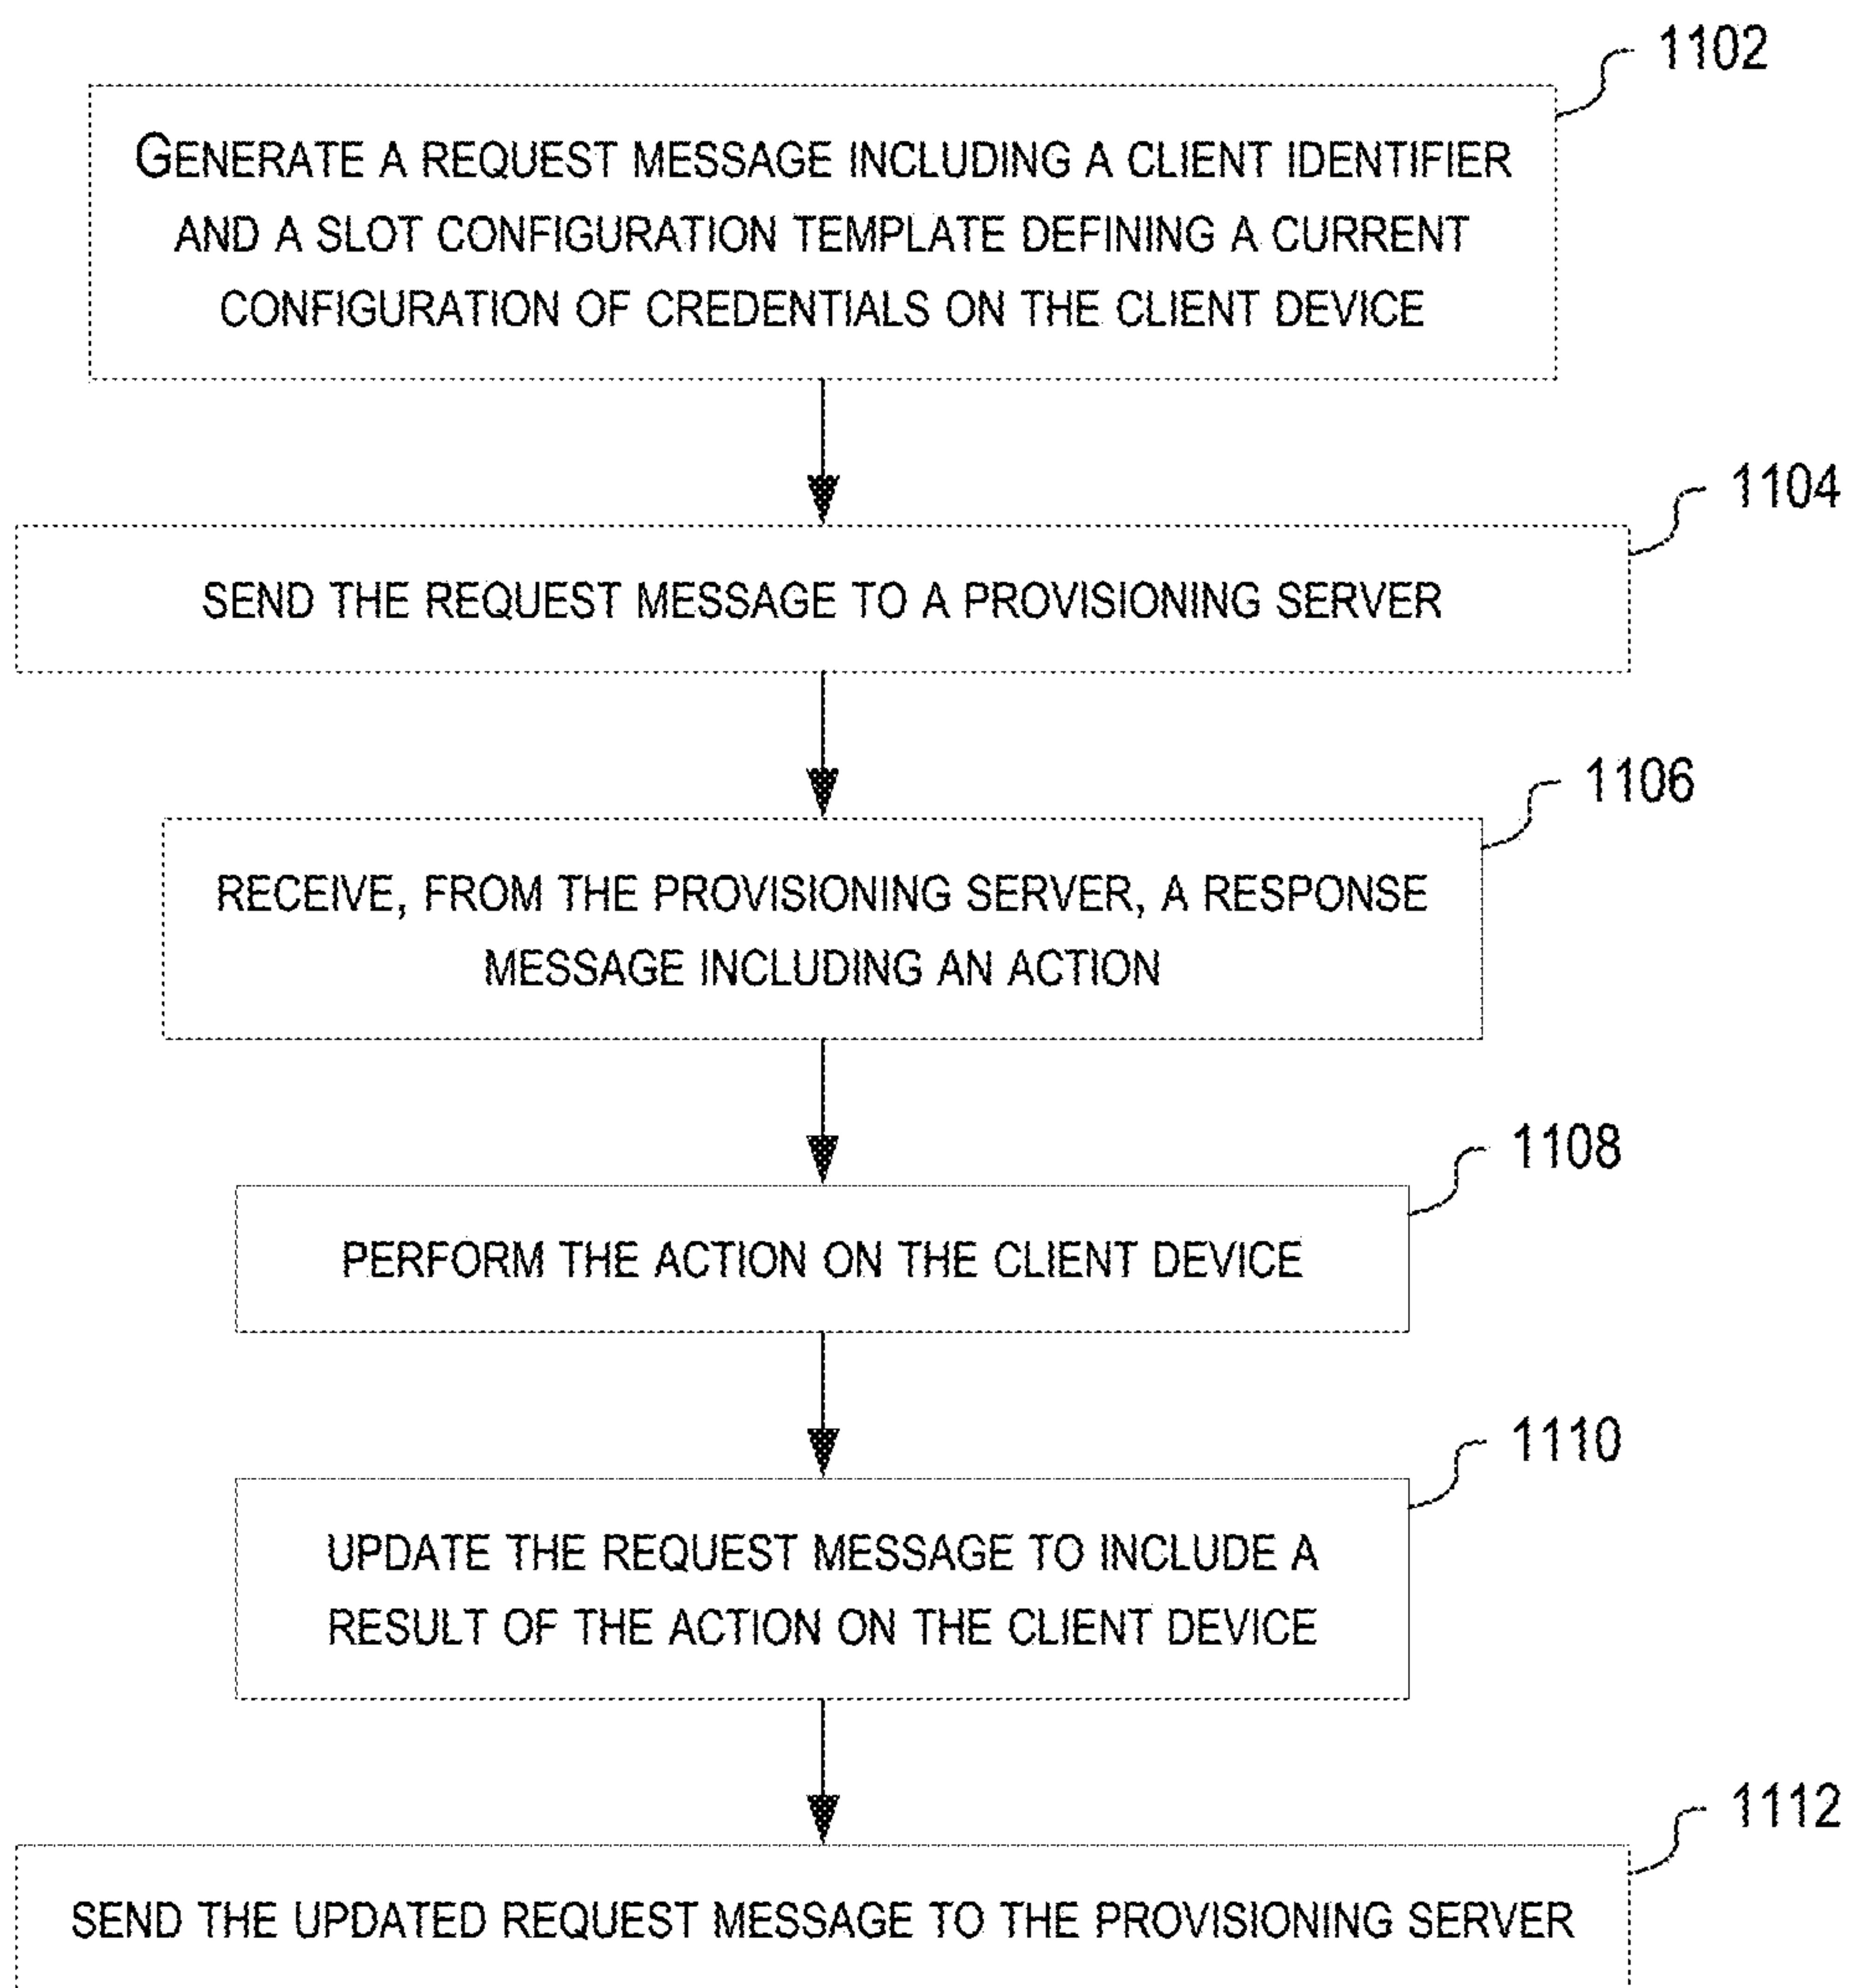 1102
GENERATE A REQUEST MESSAGE INCLUDING A CLIENT IDENTIFIER
AND A SLOT CONFIGURATION TEMPLATE DEFINING A CURRENT
CONFIGURATION OF CREDENTIALS ON THE CLIENT DEVICE
1104
SEND THE REQUEST MESSAGE TO A PROVISIONING SERVER
1106
RECEIVE, FROM THE PROVISIONING SERVER, A RESPONSE
MESSAGE INCLUDING AN ACTION
1108
PERFORM THE ACTION ON THE CLIENT DEVICE
1110
UPDATE THE REQUEST MESSAGE TO INCLUDE A
RESULT OF THE ACTION ON THE CLIENT DEVICE
1112
SEND THE UPDATED REQUEST MESSAGE TO THE PROVISIONING SERVER